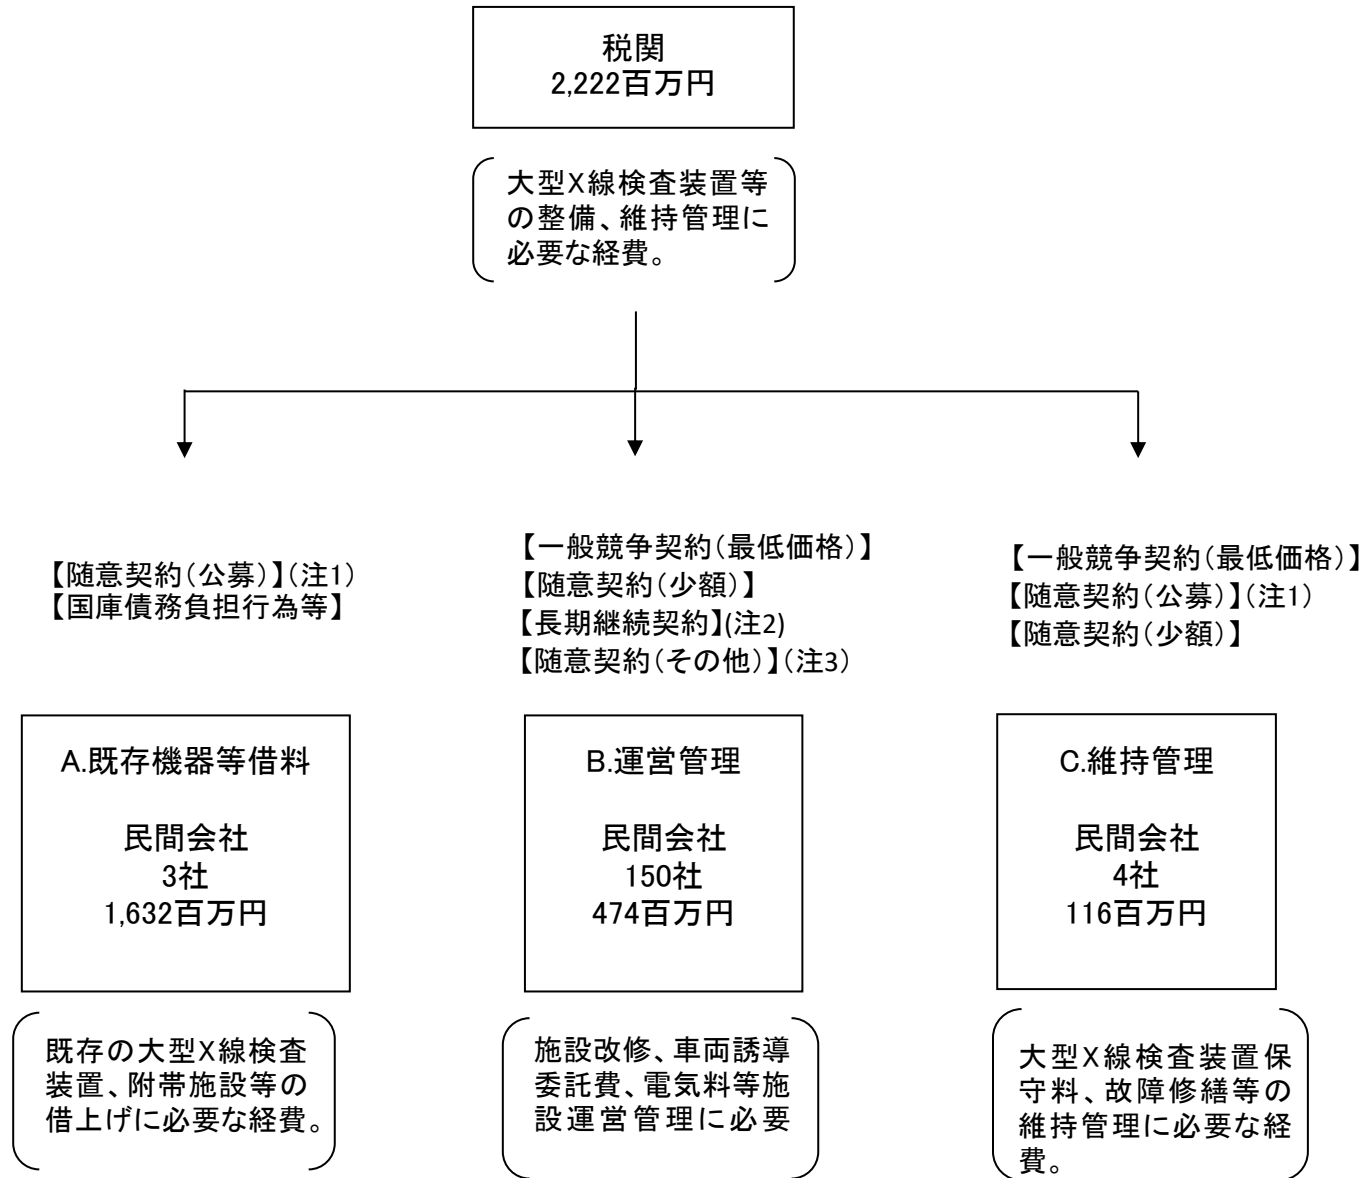 税関
2,222百万円
大型X線検査装置等
の整備、維持管理に
必要な経費。
【随意契約(公募)】(注1)
【国庫債務負担行為等】
【一般競争契約(最低価格)】
【随意契約(少額)】
【長期継続契約】(注2)
【随意契約(その他)】(注3)
【一般競争契約(最低価格)】
【随意契約(公募)】(注1)
【随意契約(少額)】
A.既存機器等借料
民間会社
3社
1,632百万円
B.運営管理
民間会社
150社
474百万円
C.維持管理
民間会社
4社
116百万円
既存の大型X線検査
装置、附帯施設等の
借上げに必要な経費。
施設改修、車両誘導
委託費、電気料等施
設運営管理に必要
大型X線検査装置保
守料、故障修繕等の
維持管理に必要な経
費。